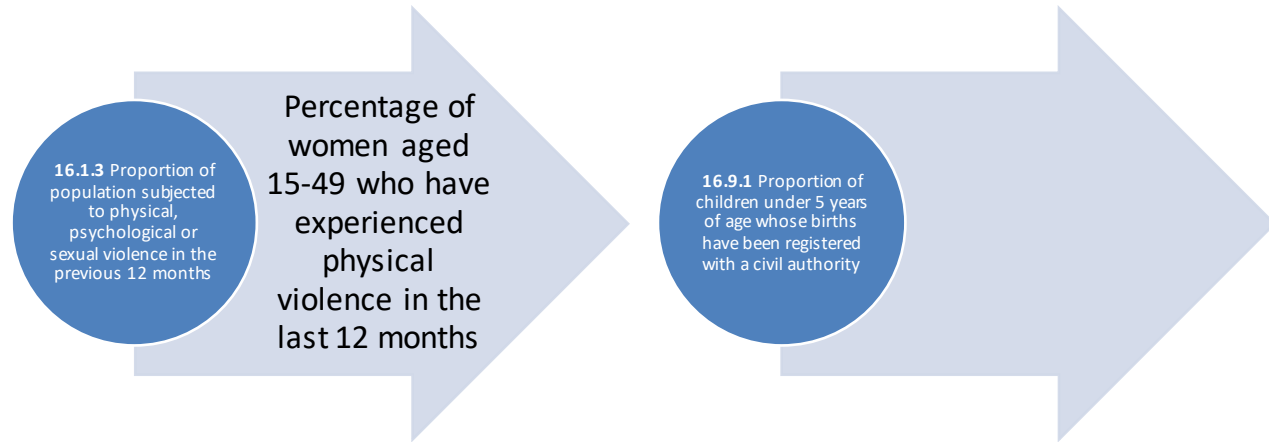 16.1.3 Proportion of
population subjected
to physical,
psychological or
sexual violence in the
previous 12 months
Percentage of
women aged
15-49 who have
experienced
physical
violence in the
last 12 months
16.9.1 Proportion of
children under 5 years
of age whose births
have been registered
with a civil authority